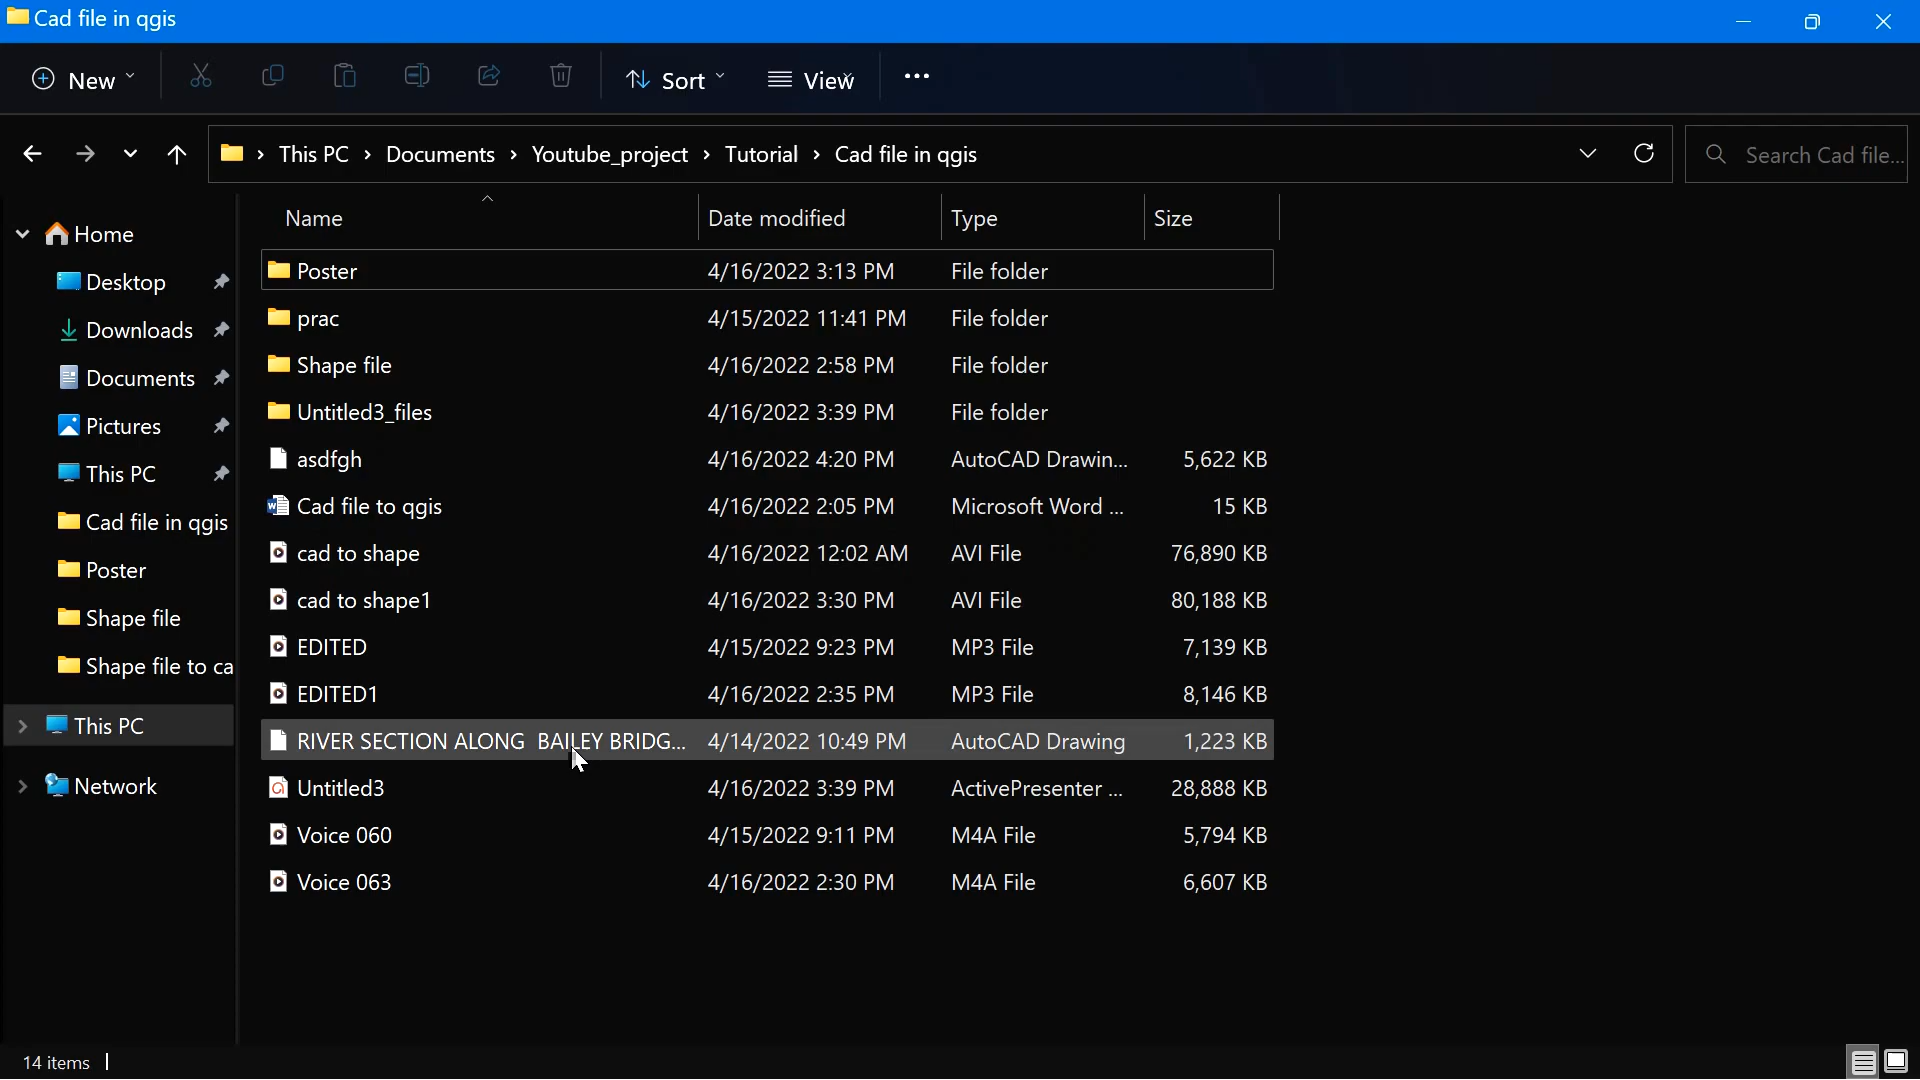 Cad file in qgis
New Sort View
This PC > Documents > Youtube_project > Tutorial > Cad file in qgis
Search Cad file...
Home
Desktop
Downloads
Documents
Pictures
This PC
Cad file in qgis
Poster
Shape file
Shape file to ca
This PC
Network
Name Date modified Type Size
Poster 4/16/2022 3:13 PM File folder
prac 4/15/2022 11:41 PM File folder
Shape file 4/16/2022 2:58 PM File folder
Untitled3_files 4/16/2022 3:39 PM File folder
asdfgh 4/16/2022 4:20 PM AutoCAD Drawin... 5,622 KB
Cad file to qgis 4/16/2022 2:05 PM Microsoft Word ... 15 KB
cad to shape 4/16/2022 12:02 AM AVI File 76,890 KB
cad to shape1 4/16/2022 3:30 PM AVI File 80,188 KB
EDITED 4/15/2022 9:23 PM MP3 File 7,139 KB
EDITED1 4/16/2022 2:35 PM MP3 File 8,146 KB
RIVER SECTION ALONG BAILEY BRIDG... 4/14/2022 10:49 PM AutoCAD Drawing 1,223 KB
Untitled3 4/16/2022 3:39 PM ActivePresenter ... 28,888 KB
Voice 060 4/15/2022 9:11 PM M4A File 5,794 KB
Voice 063 4/16/2022 2:30 PM M4A File 6,607 KB
14 items